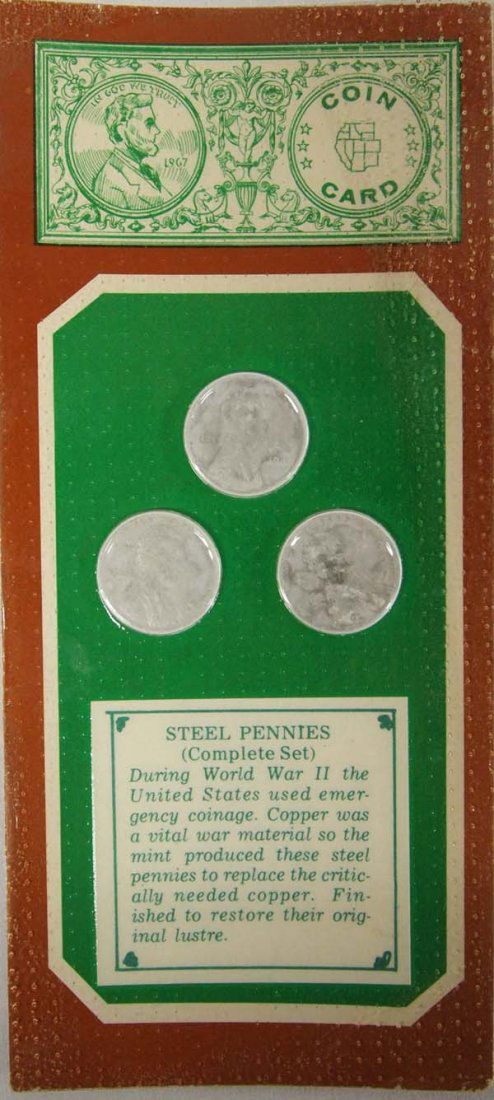 IN GOD WE TRUST
1967
COIN
CARD
STEEL PENNIES
(Complete Set)
During World War II the
United States used emer-
gency coinage. Copper was
a vital war material so the
mint produced these steel
pennies to replace the critic-
ally needed copper. Fin-
ished to restore their orig-
inal lustre.